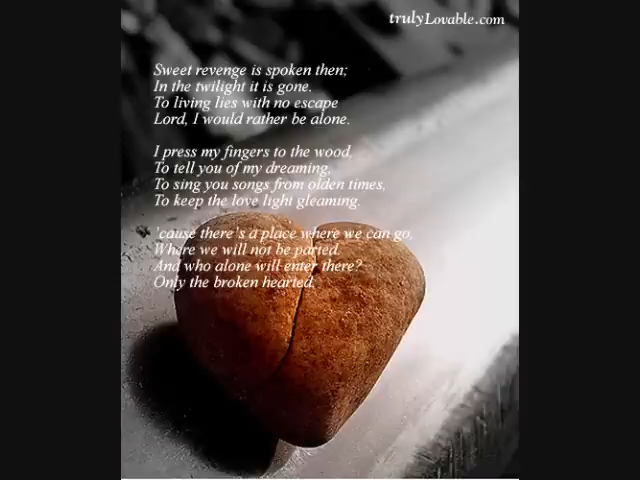 trulyLovable.com
Sweet revenge is spoken then;
In the twilight it is gone.
To living lies with no escape
Lord, I would rather be alone.
I press my fingers to the wood,
To tell you of my dreaming,
To sing you songs from olden times,
To keep the love light gleaming.
'cause there's a place where we can go,
Where we will not be parted.
And who alone will enter there?
Only the broken hearted.